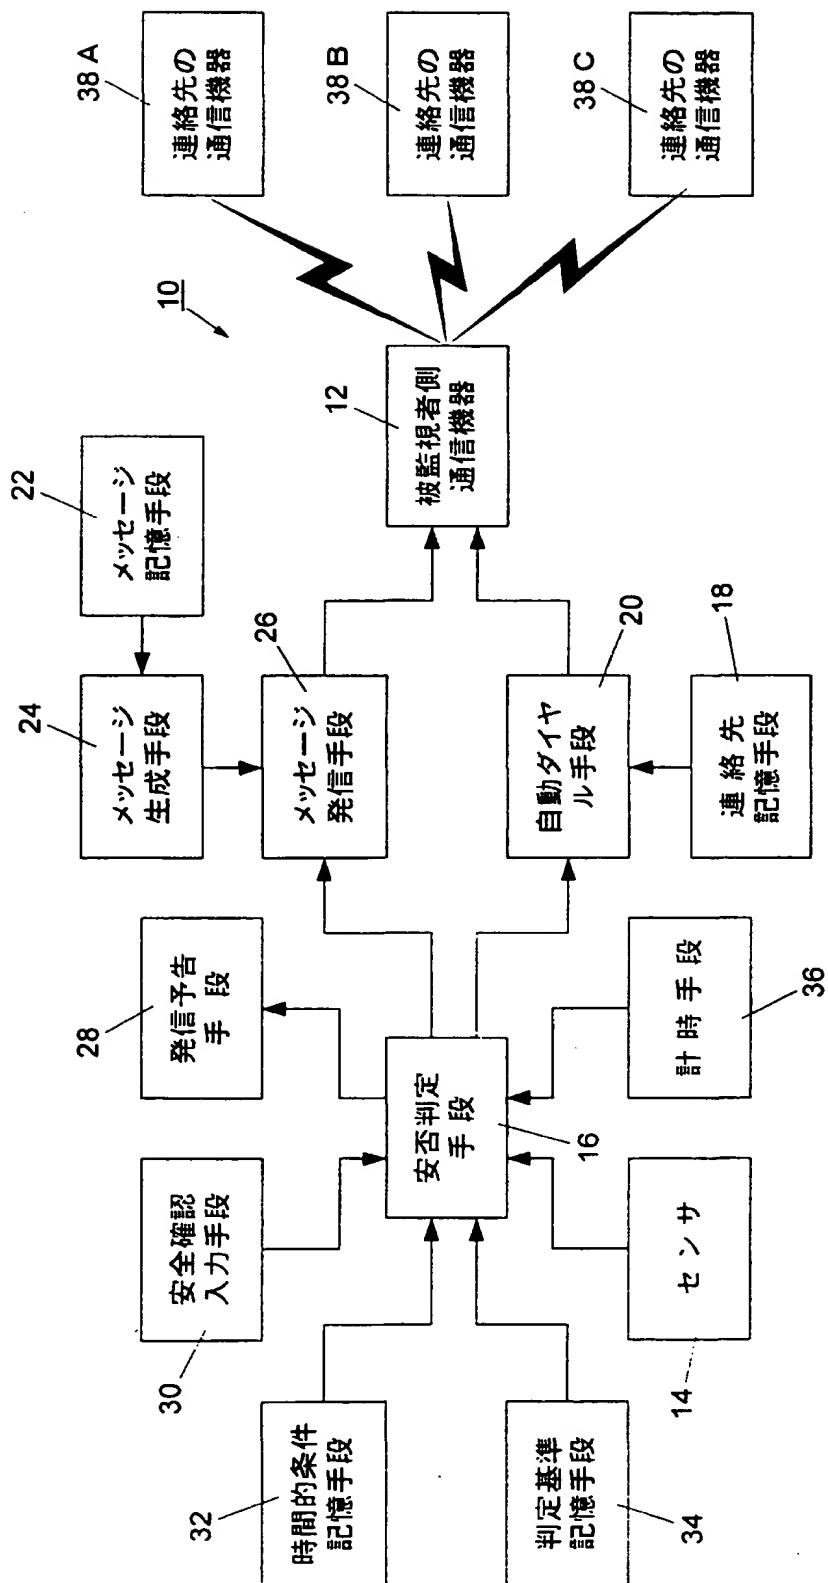 38A
連絡先の
通信機器
38B
連絡先の
通信機器
38C
連絡先の
通信機器
10
12
被監視者側
通信機器
22
メッセージ
記憶手段
24
メッセージ
生成手段
26
メッセージ
発信手段
20
自動ダイヤ
ル手段
18
連絡先
記憶手段
28
発信予告
手段
16
安否判定
手段
36
計時手段
30
安全確認
入力手段
14
センサ
32
時間的条件
記憶手段
34
判定基準
記憶手段